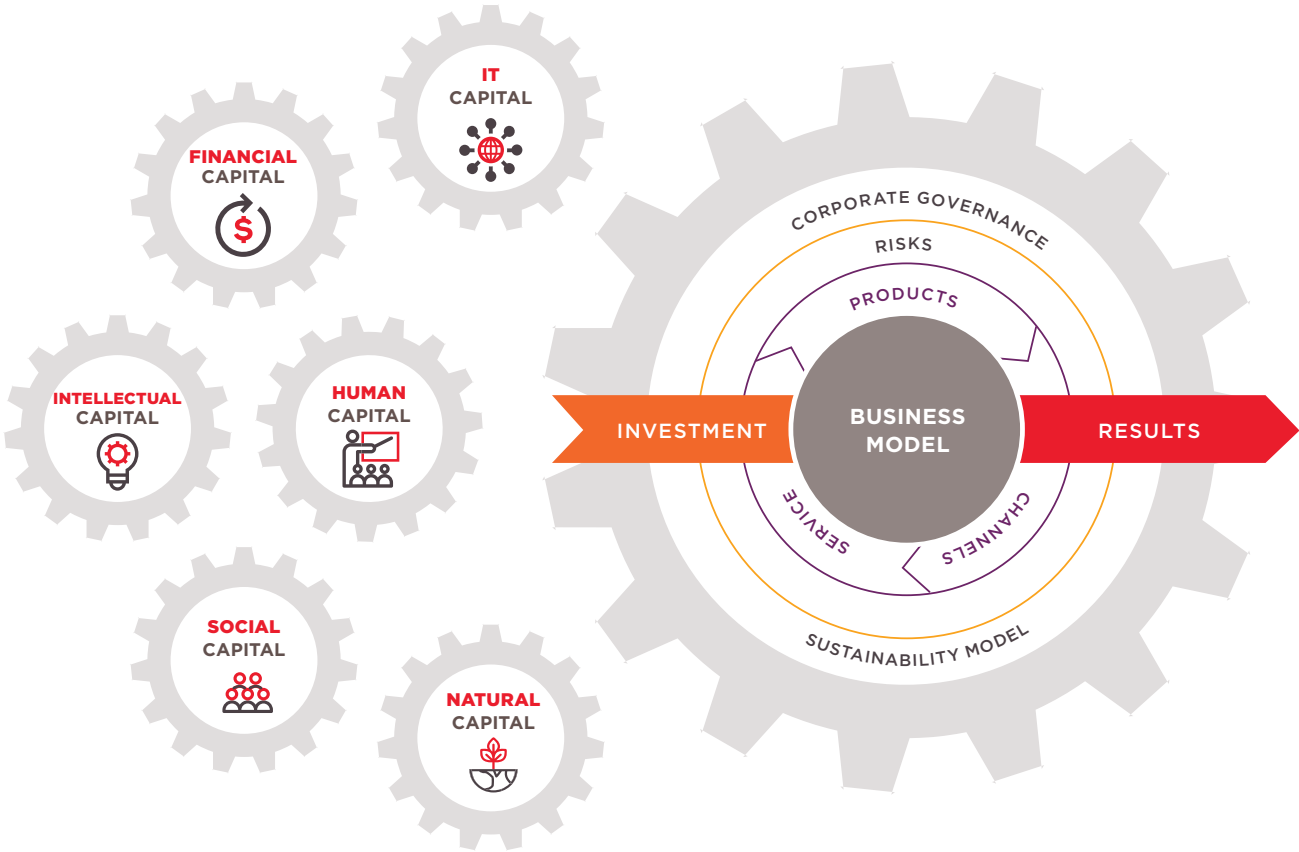 IT
CAPITAL
FINANCIAL
CAPITAL
$
INTELLECTUAL
CAPITAL
HUMAN
CAPITAL
SOCIAL
CAPITAL
NATURAL
CAPITAL
CORPORATE GOVERNANCE
RISKS
PRODUCTS
INVESTMENT
BUSINESS
MODEL
RESULTS
SERVICE
CHANNELS
SUSTAINABILITY MODEL